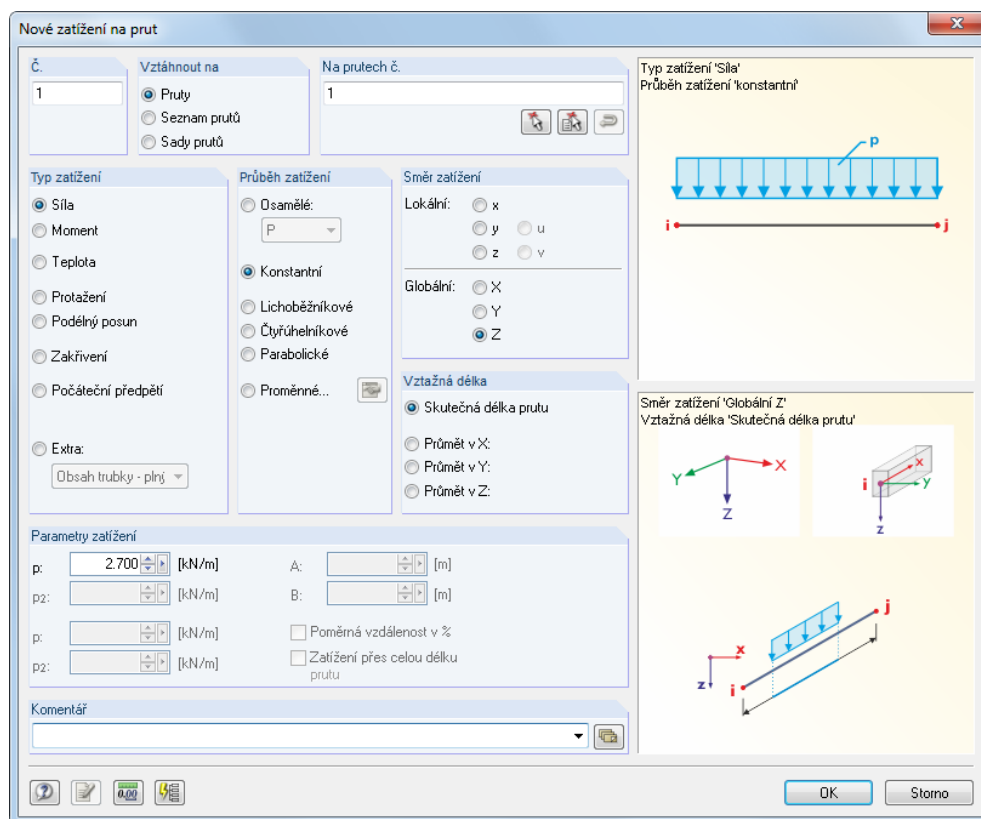 Nové zatížení na prut
Č.
1
Vztáhnout na
Pruty
Seznam prutů
Sady prutů
Na prutech č.
1
Typ zatížení
Síla
Moment
Teplota
Protažení
Podélný posun
Zakřivení
Počáteční předpětí
Extra:
Obsah trubky - plný
Průběh zatížení
Osamělé:
P
Konstantní
Lichoběžníkové
Čtyřúhelníkové
Parabolické
Proměnné...
Směr zatížení
Lokální: x
y u
z v
Globální: X
Y
Z
Vztažná délka
Skutečná délka prutu
Průmět v X:
Průmět v Y:
Průmět v Z:
Parametry zatížení
p: 2.700 [kN/m] A: [m]
p2: [kN/m] B: [m]
p: [kN/m] Poměrná vzdálenost v %
p2: [kN/m] Zatížení přes celou délku
prutu
Komentář
Typ zatížení 'Síla'
Průběh zatížení 'konstantní'
p
i j
Směr zatížení 'Globální Z'
Vztažná délka 'Skutečná délka prutu'
Y X
Z
x
i y
z
j
x
z i
0,00
OK Storno